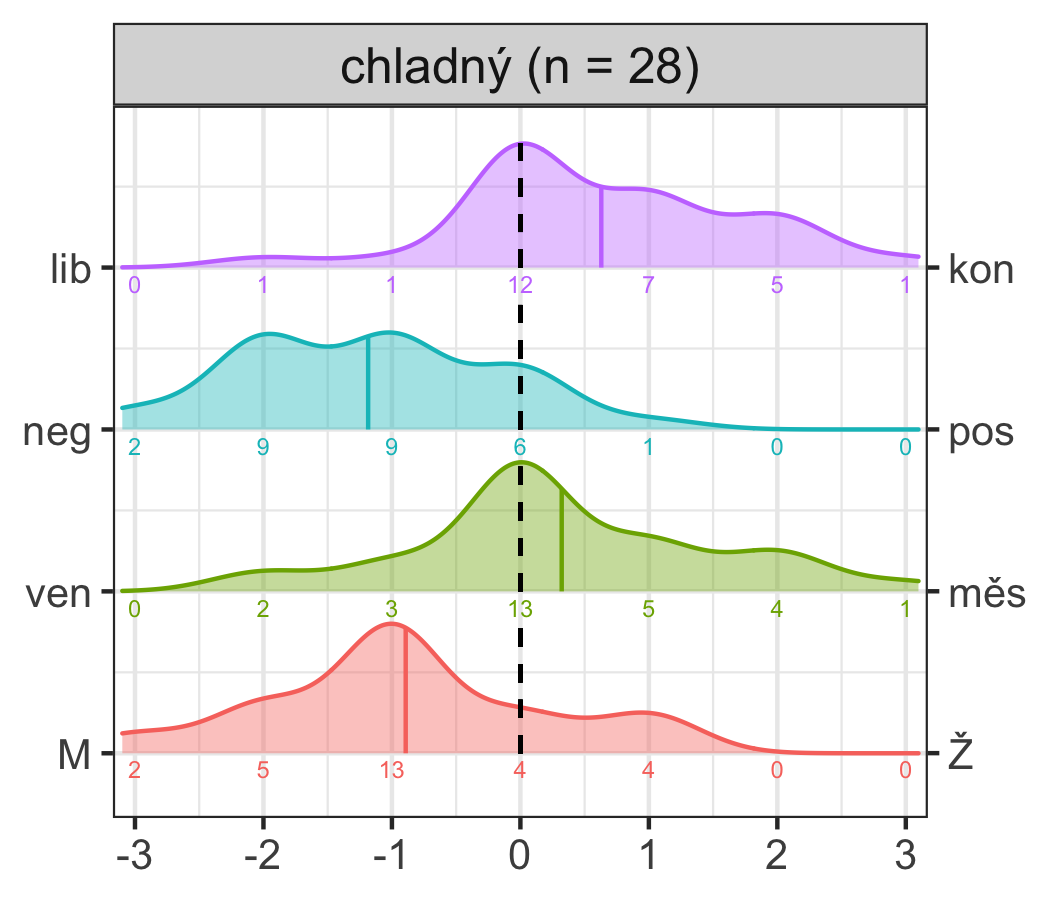 chladný (n = 28)
lib kon
0 1 1 12 7 5 1
neg pos
2 9 9 6 1 0 0
ven měs
0 2 3 13 5 4 1
M Ž
2 5 13 4 4 0 0
-3 -2 -1 0 1 2 3